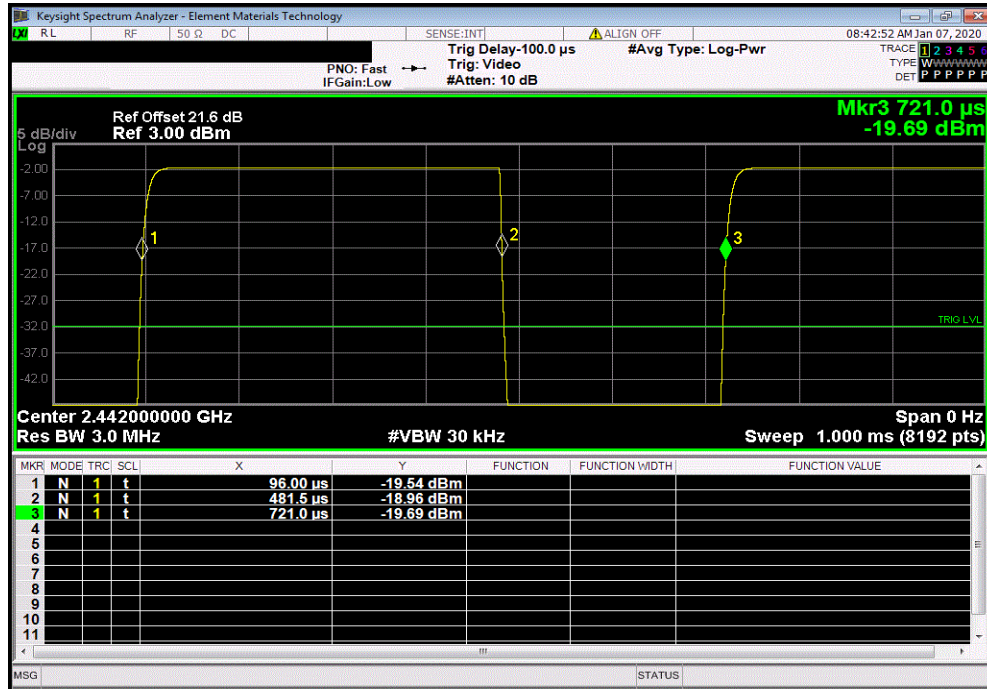 Keysight Spectrum Analyzer - Element Materials Technology
LXI RL RF 50 Ω DC SENSE:INT ALIGN OFF 08:42:52 AM Jan 07, 2020
Trig Delay-100.0 µs #Avg Type: Log-Pwr TRACE 1 2 3 4 5 6
PNO: Fast Trig: Video TYPE WWWWWW
IFGain:Low #Atten: 10 dB DET P P P P P P
Mkr3 721.0 µs
-19.69 dBm
Ref Offset 21.6 dB
5 dB/div Ref 3.00 dBm
Log
-2.00
-7.00
1 2 3
-12.0
-17.0
-22.0
-27.0
-32.0 TRIG LVL
-37.0
-42.0
Center 2.442000000 GHz Span 0 Hz
Res BW 3.0 MHz #VBW 30 kHz Sweep 1.000 ms (8192 pts)
MKR MODE TRC SCL X Y FUNCTION FUNCTION WIDTH FUNCTION VALUE
1 N 1 t 96.00 µs -19.54 dBm
2 N 1 t 481.5 µs -18.96 dBm
3 N 1 t 721.0 µs -19.69 dBm
4
5
6
7
8
9
10
11
MSG STATUS